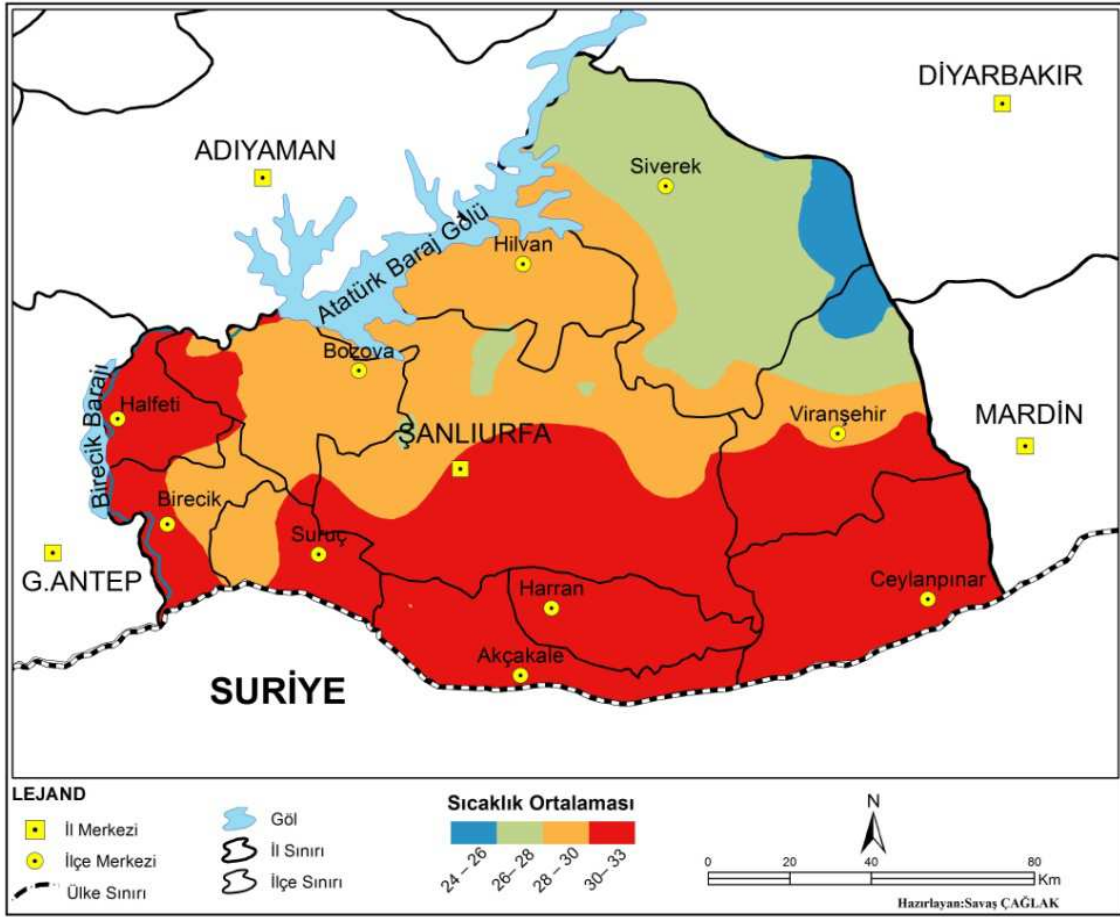 DİYARBAKIR
ADIYAMAN
Siverek
Atatürk Baraj Gölü
Hilvan
Bozova
Birecik Barajı
Halfeti
Viranşehir
MARDİN
ŞANLIURFA
Birecik
Suruç
G.ANTEP
Ceylanpınar
Harran
Akçakale
SURİYE
LEJAND
İl Merkezi
İlçe Merkezi
Ülke Sınırı
Göl
İl Sınırı
İlçe Sınırı
Sıcaklık Ortalaması
24 – 26
26– 28
28 – 30
30– 33
N
0 20 40 80
Km
Hazırlayan:Savaş ÇAĞLAK